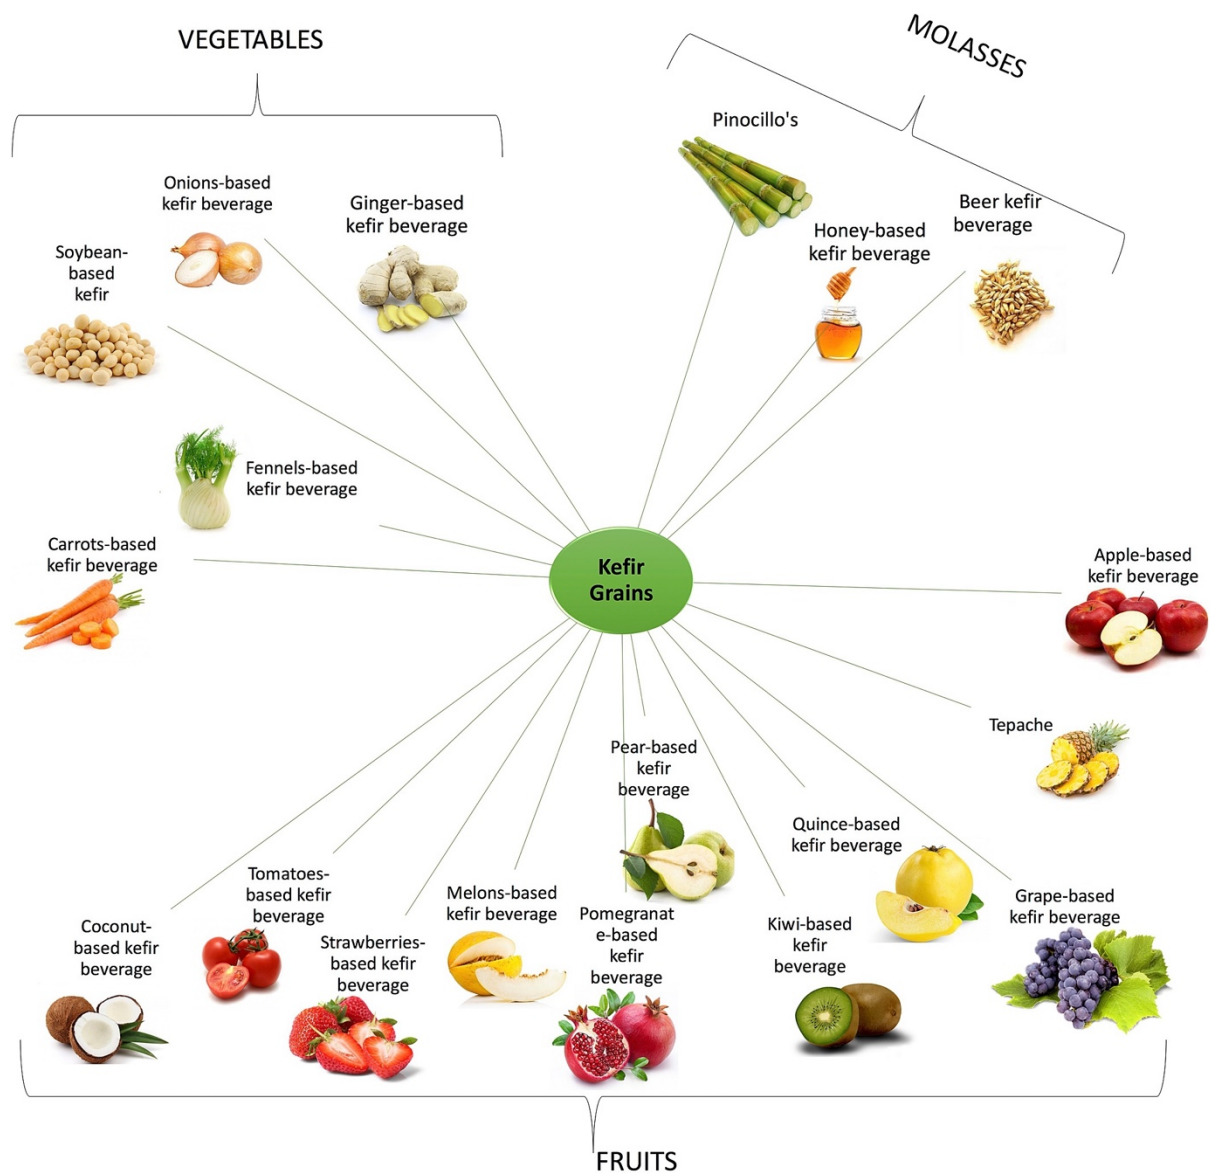 VEGETABLES
MOLASSES
Pinocillo's
Onions-based
kefir beverage
Ginger-based
kefir beverage
Beer kefir
beverage
Honey-based
kefir beverage
Soybean-
based
kefir
Fennels-based
kefir beverage
Carrots-based
kefir beverage
Kefir
Grains
Apple-based
kefir beverage
Tepache
Pear-based
kefir
beverage
Quince-based
kefir beverage
Tomatoes-
based kefir
beverage
Melons-based
kefir beverage
Grape-based
kefir beverage
Coconut-
based kefir
beverage
Strawberries-
based kefir
beverage
Pomegranat
e-based
kefir
beverage
Kiwi-based
kefir
beverage
FRUITS